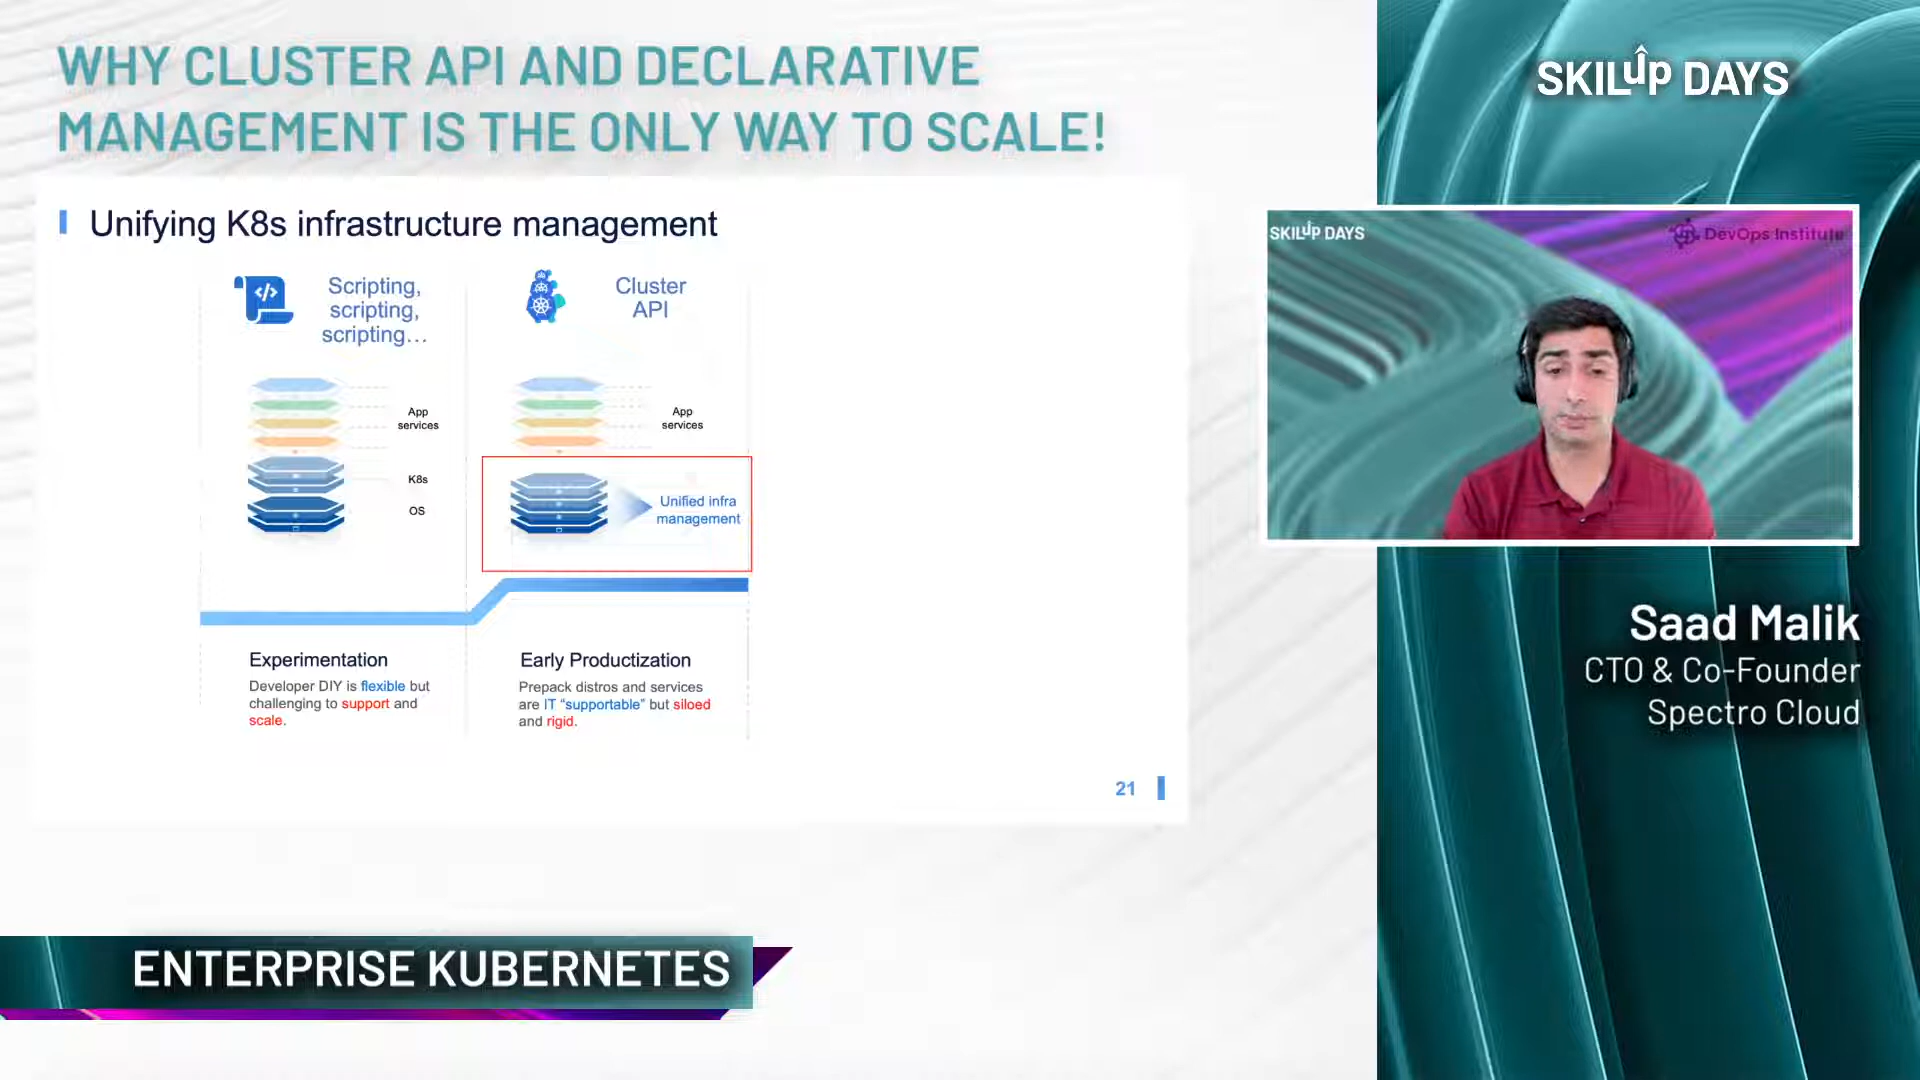 WHY CLUSTER API AND DECLARATIVE
MANAGEMENT IS THE ONLY WAY TO SCALE!
SKILUP DAYS
Unifying K8s infrastructure management
</>
Scripting,
scripting,
scripting…
Cluster
API
App
services
K8s
OS
App
services
Unified infra
management
Experimentation
Developer DIY is flexible but
challenging to support and
scale.
Early Productization
Prepack distros and services
are IT “supportable” but siloed
and rigid.
21
SKILUP DAYS
DevOps Institute
Saad Malik
CTO & Co-Founder
Spectro Cloud
ENTERPRISE KUBERNETES